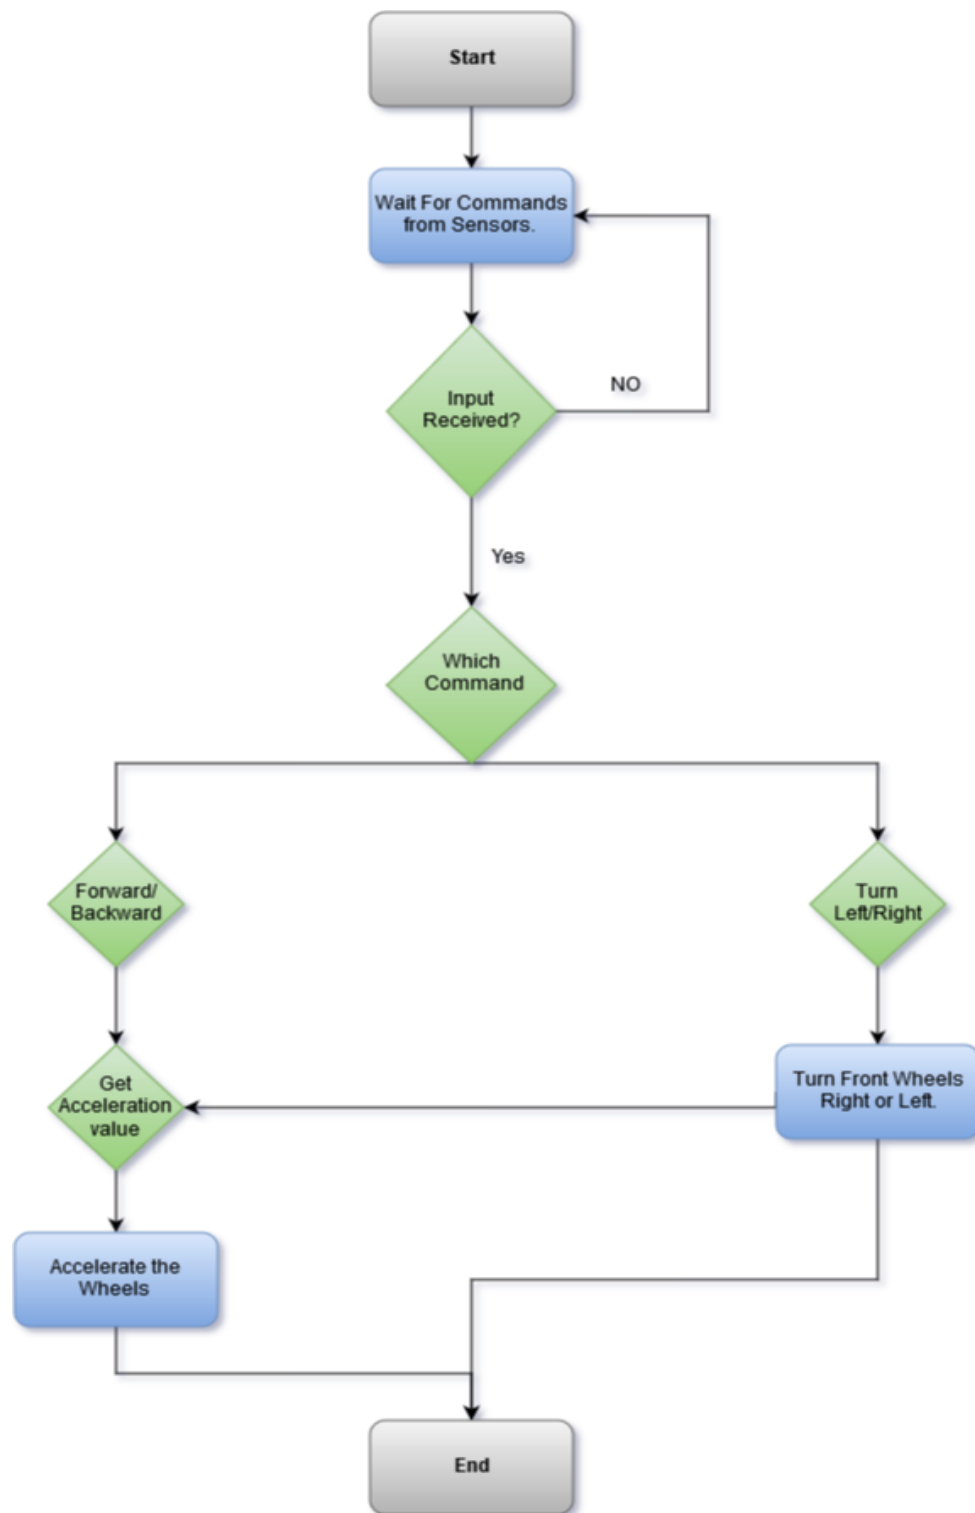 Start
Wait For Commands
from Sensors.
Input
Received?
NO
Yes
Which
Command
Forward/
Backward
Turn
Left/Right
Get
Acceleration
value
Turn Front Wheels
Right or Left.
Accelerate the
Wheels
End